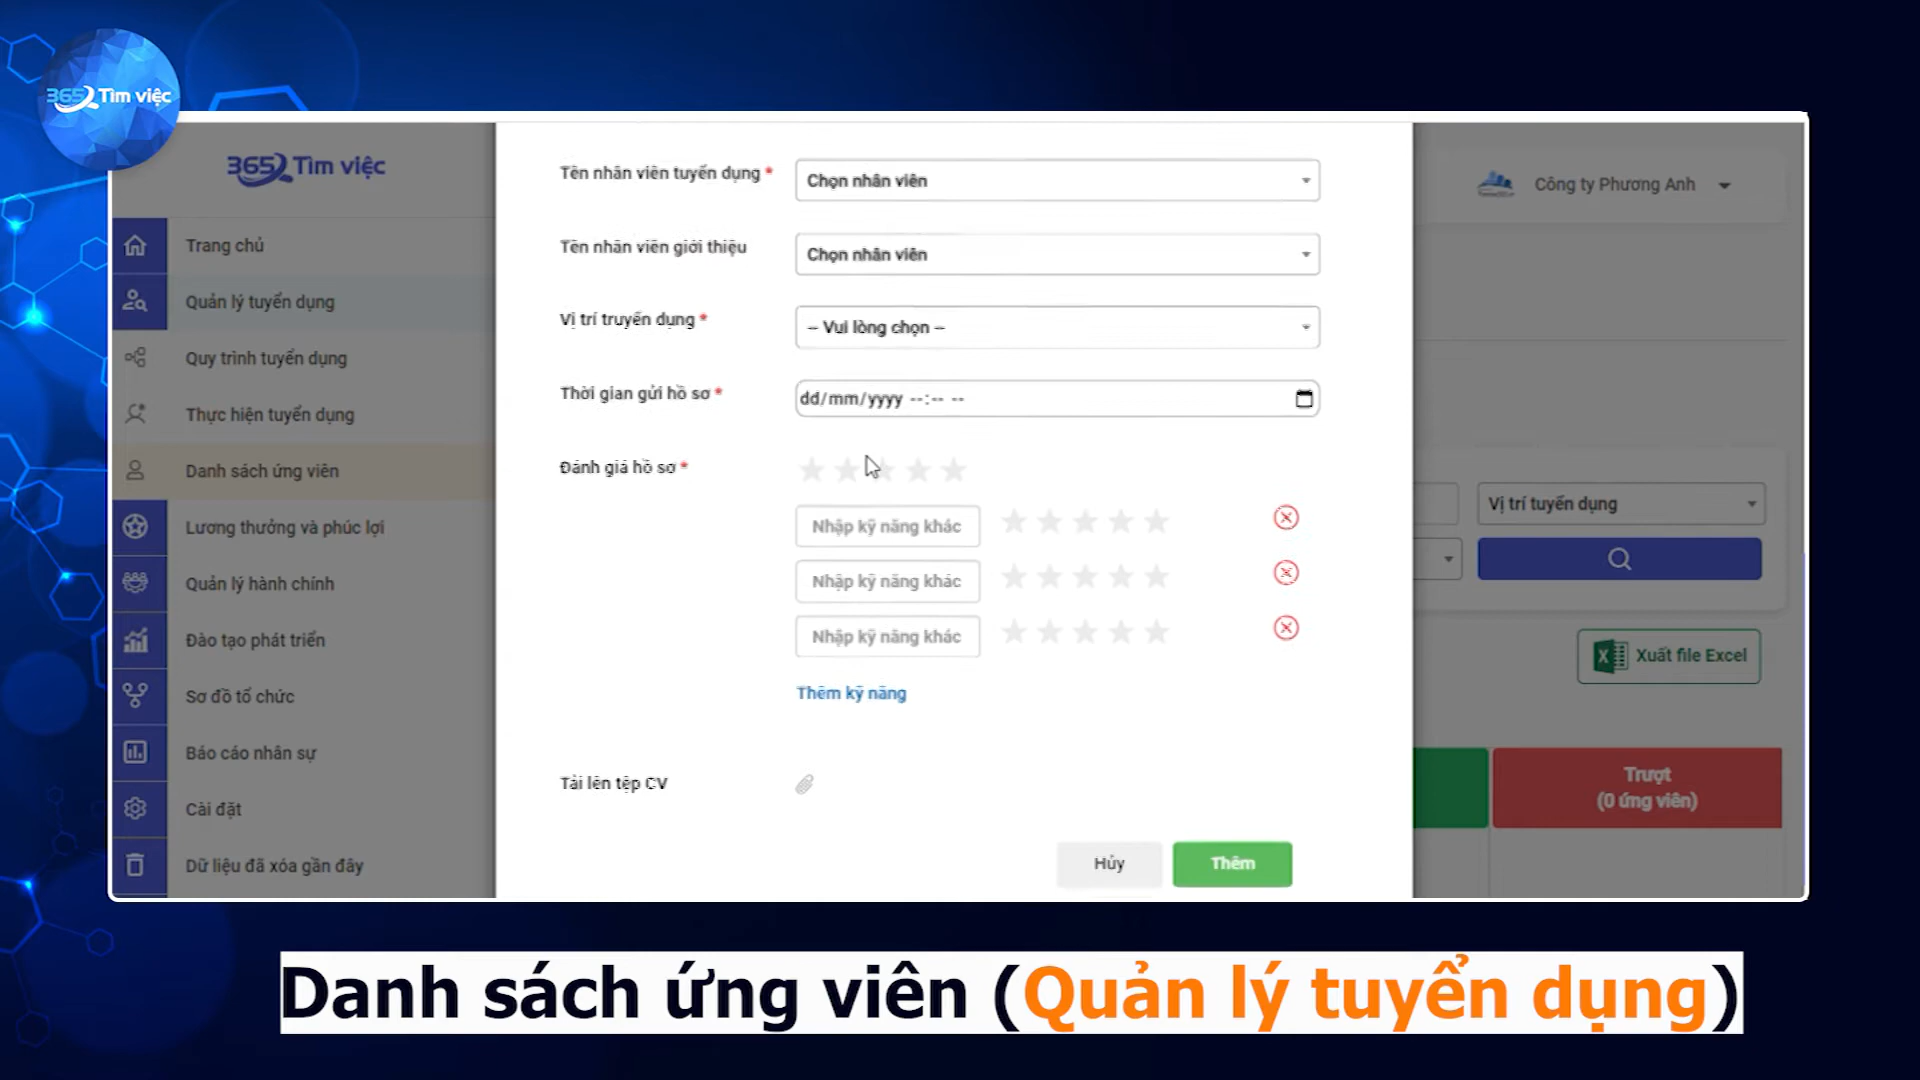 365 Tìm việc
365 Tìm việc
Trang chủ
Quản lý tuyển dụng
Quy trình tuyển dụng
Thực hiện tuyển dụng
Danh sách ứng viên
Lương thưởng và phúc lợi
Quản lý hành chính
Đào tạo phát triển
Sơ đồ tổ chức
Báo cáo nhân sự
Cài đặt
Dữ liệu đã xóa gần đây
Tên nhân viên tuyển dụng * Chọn nhân viên
Tên nhân viên giới thiệu Chọn nhân viên
Vị trí truyển dụng * -- Vui lòng chọn --
Thời gian gửi hồ sơ * dd/mm/yyyy --:-- --
Đánh giá hồ sơ *
Nhập kỹ năng khác
Nhập kỹ năng khác
Nhập kỹ năng khác
Thêm kỹ năng
Tải lên tệp CV
Hủy Thêm
Công ty Phương Anh
Vị trí tuyển dụng
Xuất file Excel
Trượt
(0 ứng viên)
Danh sách ứng viên (Quản lý tuyển dụng)